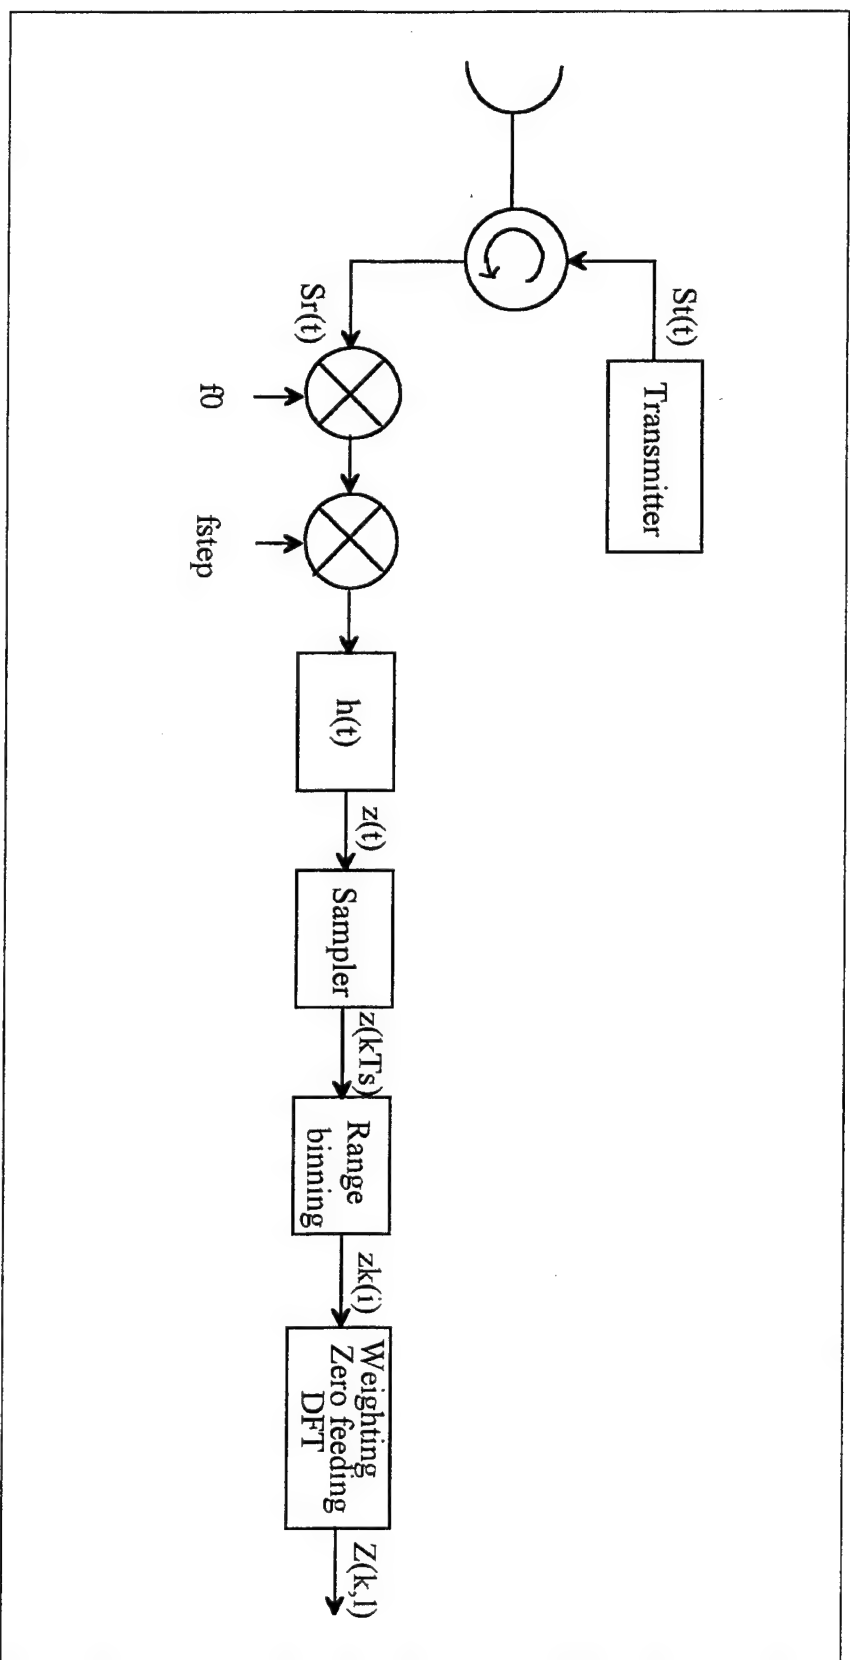 St(t)
Transmitter
Sr(t)
f0
fstep
h(t)
z(t)
Sampler
z(kTs)
Range
binning
zk(i)
Weighting
Zero feeding
DFT
Z(k,l)